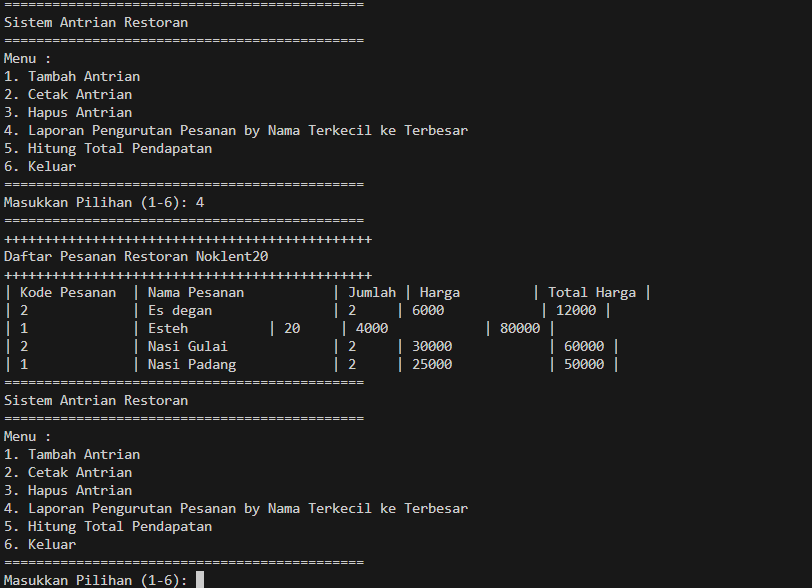 =============================================
Sistem Antrian Restoran
=============================================
Menu :
1. Tambah Antrian
2. Cetak Antrian
3. Hapus Antrian
4. Laporan Pengurutan Pesanan by Nama Terkecil ke Terbesar
5. Hitung Total Pendapatan
6. Keluar
=============================================
Masukkan Pilihan (1-6): 4
=============================================
++++++++++++++++++++++++++++++++++++++++++++++
Daftar Pesanan Restoran Noklent20
++++++++++++++++++++++++++++++++++++++++++++++
| Kode Pesanan  | Nama Pesanan           | Jumlah | Harga         | Total Harga |
| 2             | Es degan               | 2     | 6000            | 12000 |
| 1             | Esteh          | 20     | 4000            | 80000 |
| 2             | Nasi Gulai             | 2     | 30000            | 60000 |
| 1             | Nasi Padang            | 2     | 25000            | 50000 |
=============================================
Sistem Antrian Restoran
=============================================
Menu :
1. Tambah Antrian
2. Cetak Antrian
3. Hapus Antrian
4. Laporan Pengurutan Pesanan by Nama Terkecil ke Terbesar
5. Hitung Total Pendapatan
6. Keluar
=============================================
Masukkan Pilihan (1-6):